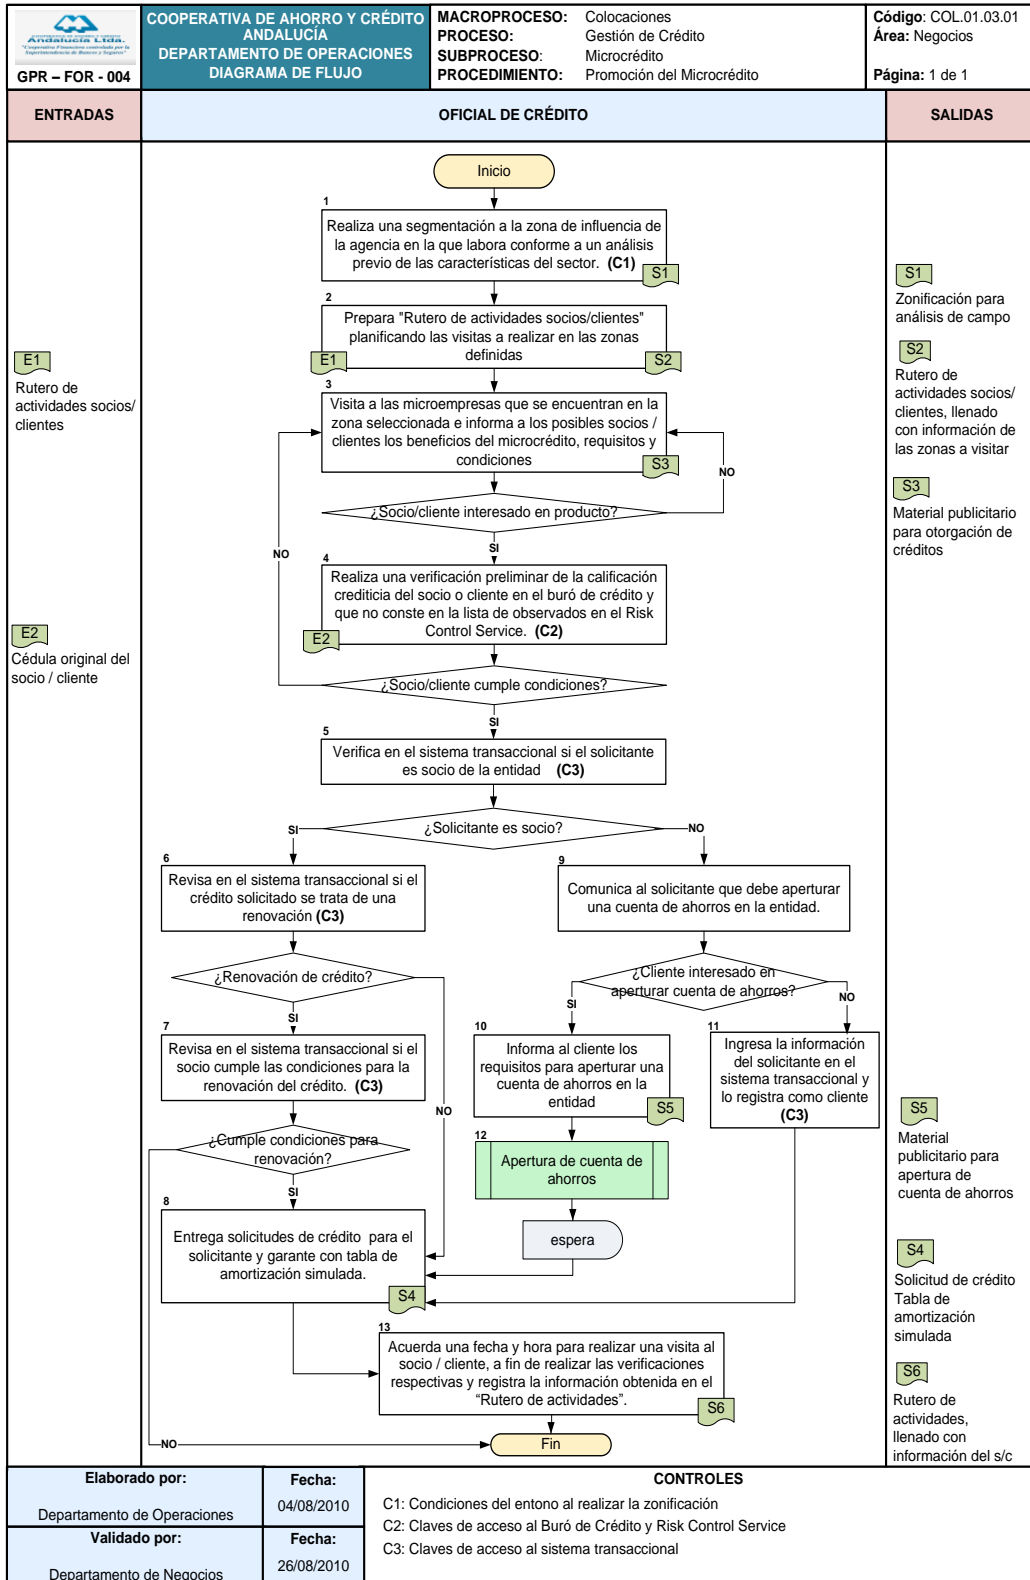 COOPERATIVA DE AHORRO Y CRÉDITO
Andalucía Ltda.
"Cooperativa Financiera controlada por la
Superintendencia de Bancos y Seguros"
GPR – FOR - 004
COOPERATIVA DE AHORRO Y CRÉDITO
ANDALUCÍA
DEPARTAMENTO DE OPERACIONES
DIAGRAMA DE FLUJO
MACROPROCESO: Colocaciones
PROCESO: Gestión de Crédito
SUBPROCESO: Microcrédito
PROCEDIMIENTO: Promoción del Microcrédito
Código: COL.01.03.01
Área: Negocios
Página: 1 de 1
ENTRADAS
OFICIAL DE CRÉDITO
SALIDAS
E1
Rutero de
actividades socios/
clientes
E2
Cédula original del
socio / cliente
Inicio
1
Realiza una segmentación a la zona de influencia de
la agencia en la que labora conforme a un análisis
previo de las características del sector. (C1)
S1
2
Prepara "Rutero de actividades socios/clientes"
planificando las visitas a realizar en las zonas
definidas
E1
S2
3
Visita a las microempresas que se encuentran en la
zona seleccionada e informa a los posibles socios /
clientes los beneficios del microcrédito, requisitos y
condiciones
S3
NO
¿Socio/cliente interesado en producto?
SI
NO
4
Realiza una verificación preliminar de la calificación
crediticia del socio o cliente en el buró de crédito y
que no conste en la lista de observados en el Risk
Control Service. (C2)
E2
¿Socio/cliente cumple condiciones?
SI
5
Verifica en el sistema transaccional si el solicitante
es socio de la entidad (C3)
SI
¿Solicitante es socio?
NO
6
Revisa en el sistema transaccional si el
crédito solicitado se trata de una
renovación (C3)
¿Renovación de crédito?
SI
7
Revisa en el sistema transaccional si el
socio cumple las condiciones para la
renovación del crédito. (C3)
NO
¿Cumple condiciones para
renovación?
SI
8
Entrega solicitudes de crédito para el
solicitante y garante con tabla de
amortización simulada.
S4
9
Comunica al solicitante que debe aperturar
una cuenta de ahorros en la entidad.
¿Cliente interesado en
aperturar cuenta de ahorros?
SI
NO
10
Informa al cliente los
requisitos para aperturar una
cuenta de ahorros en la
entidad
S5
11
Ingresa la información
del solicitante en el
sistema transaccional y
lo registra como cliente
(C3)
12
Apertura de cuenta de
ahorros
espera
13
Acuerda una fecha y hora para realizar una visita al
socio / cliente, a fin de realizar las verificaciones
respectivas y registra la información obtenida en el
“Rutero de actividades”.
S6
NO
Fin
S1
Zonificación para
análisis de campo
S2
Rutero de
actividades socios/
clientes, llenado
con información de
las zonas a visitar
S3
Material publicitario
para otorgación de
créditos
S5
Material
publicitario para
apertura de
cuenta de ahorros
S4
Solicitud de crédito
Tabla de
amortización
simulada
S6
Rutero de
actividades,
llenado con
información del s/c
Elaborado por:
Departamento de Operaciones
Fecha:
04/08/2010
Validado por:
Departamento de Negocios
Fecha:
26/08/2010
CONTROLES
C1: Condiciones del entono al realizar la zonificación
C2: Claves de acceso al Buró de Crédito y Risk Control Service
C3: Claves de acceso al sistema transaccional